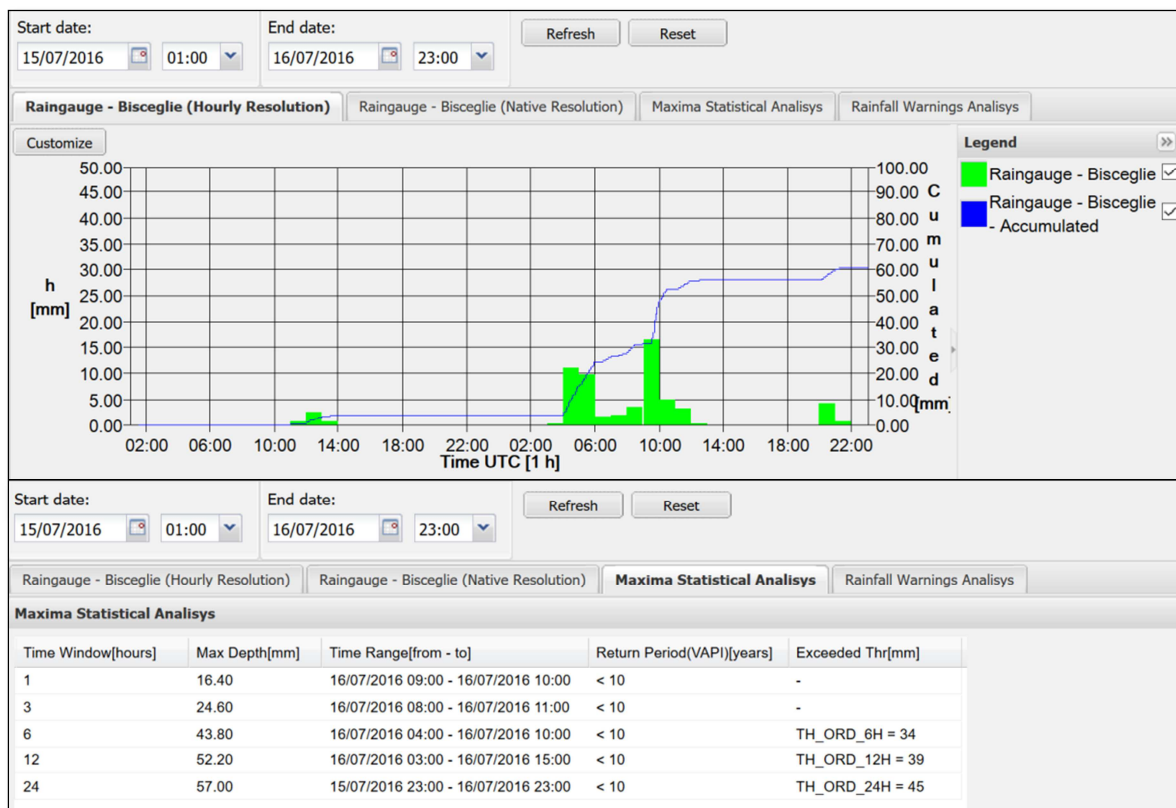 Start date: End date:
15/07/2016 01:00 16/07/2016 23:00 Refresh Reset
Raingauge - Bisceglie (Hourly Resolution) Raingauge - Bisceglie (Native Resolution) Maxima Statistical Analisys Rainfall Warnings Analisys
Customize
Legend
Raingauge - Bisceglie
Raingauge - Bisceglie
- Accumulated
50.00 100.00
45.00 90.00
40.00 80.00
35.00 70.00
30.00 60.00
25.00 50.00
20.00 40.00
15.00 30.00
10.00 20.00
5.00 10.00
0.00 0.00
h
[mm]
Cumulated
[mm]
02:00 06:00 10:00 14:00 18:00 22:00 02:00 06:00 10:00 14:00 18:00 22:00
Time UTC [1 h]
Start date: End date:
15/07/2016 01:00 16/07/2016 23:00 Refresh Reset
Raingauge - Bisceglie (Hourly Resolution) Raingauge - Bisceglie (Native Resolution) Maxima Statistical Analisys Rainfall Warnings Analisys
Maxima Statistical Analisys
Time Window[hours] Max Depth[mm] Time Range[from - to] Return Period(VAPI)[years] Exceeded Thr[mm]
1 16.40 16/07/2016 09:00 - 16/07/2016 10:00 < 10 -
3 24.60 16/07/2016 08:00 - 16/07/2016 11:00 < 10 -
6 43.80 16/07/2016 04:00 - 16/07/2016 10:00 < 10 TH_ORD_6H = 34
12 52.20 16/07/2016 03:00 - 16/07/2016 15:00 < 10 TH_ORD_12H = 39
24 57.00 15/07/2016 23:00 - 16/07/2016 23:00 < 10 TH_ORD_24H = 45